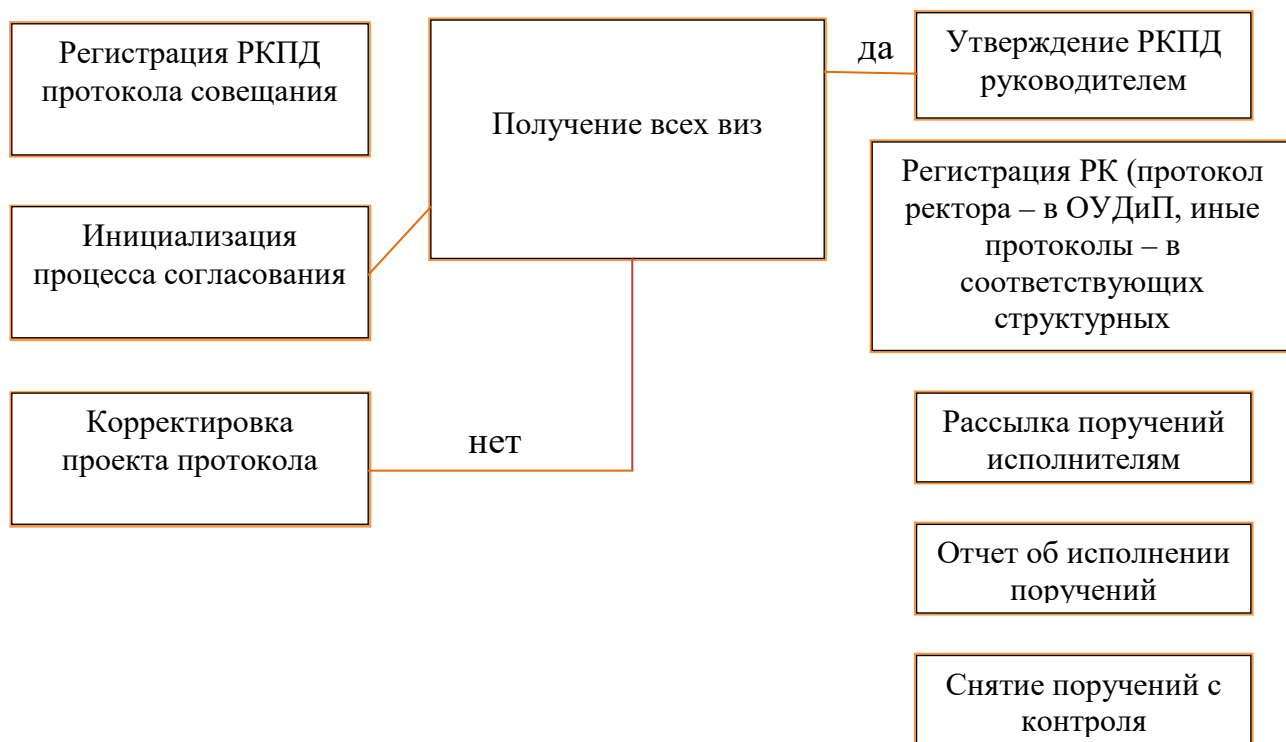 Регистрация РКПД
протокола совещания
Инициализация
процесса согласования
Корректировка
проекта протокола
Получение всех виз
да
нет
Утверждение РКПД
руководителем
Регистрация РК (протокол
ректора – в ОУДиП, иные
протоколы – в
соответствующих
структурных
Рассылка поручений
исполнителям
Отчет об исполнении
поручений
Снятие поручений с
контроля